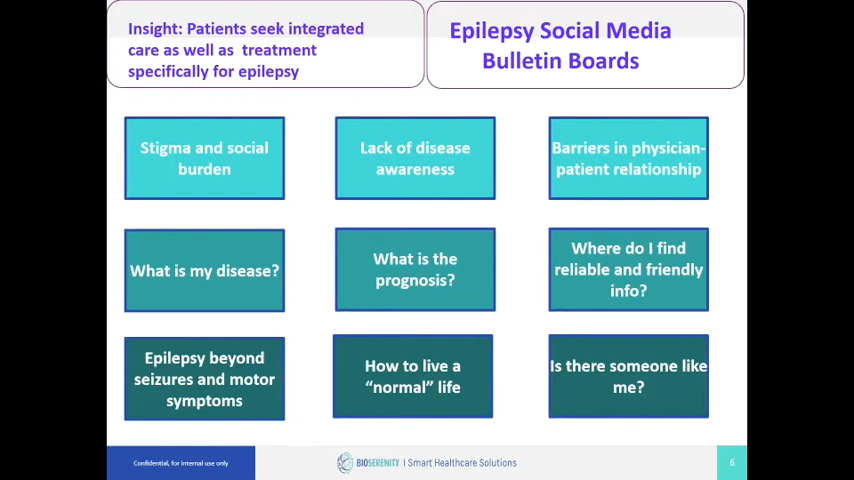 Insight: Patients seek integrated
care as well as treatment
specifically for epilepsy
Epilepsy Social Media
Bulletin Boards
Stigma and social
burden
Lack of disease
awareness
Barriers in physician-
patient relationship
What is my disease?
What is the
prognosis?
Where do I find
reliable and friendly
info?
Epilepsy beyond
seizures and motor
symptoms
How to live a
“normal” life
Is there someone like
me?
Confidential, for internal use only
BIOSERENITY | Smart Healthcare Solutions
6